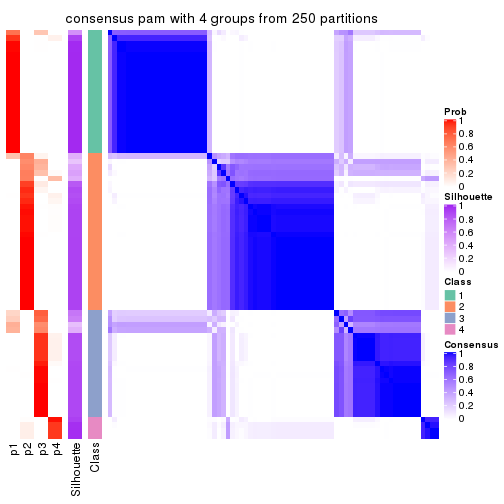 consensus pam with 4 groups from 250 partitions
Prob
1
0.8
0.6
0.4
0.2
0
Silhouette
1
0.8
0.6
0.4
0.2
0
Class
1
2
3
4
Consensus
1
0.8
0.6
0.4
0.2
0
p1
p2
p3
p4
Silhouette
Class